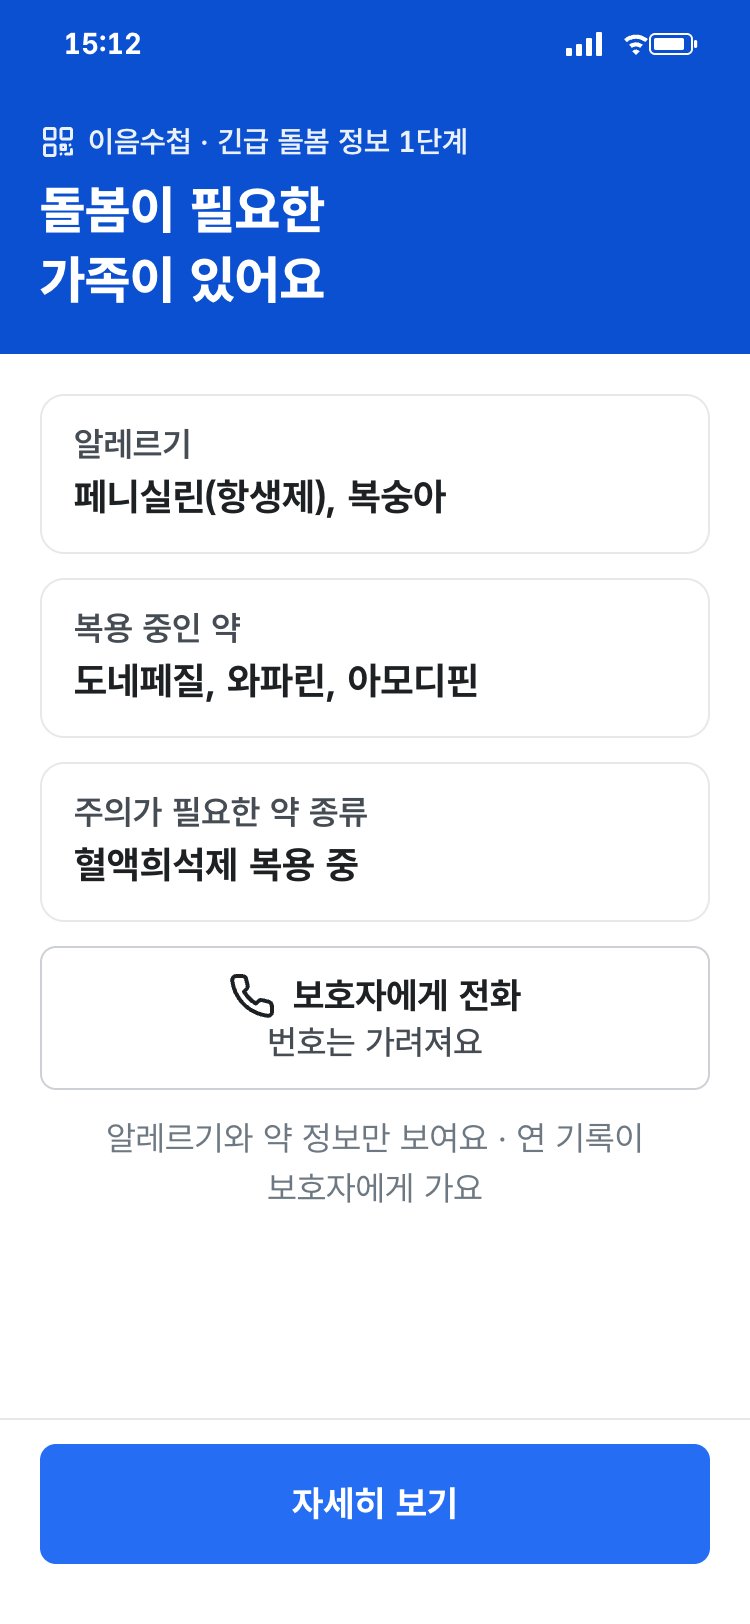 15:12
이음수첩 · 긴급 돌봄 정보 1단계
돌봄이 필요한
가족이 있어요
알레르기
페니실린(항생제), 복숭아
복용 중인 약
도네페질, 와파린, 아모디핀
주의가 필요한 약 종류
혈액희석제 복용 중
보호자에게 전화
번호는 가려져요
알레르기와 약 정보만 보여요 · 연 기록이
보호자에게 가요
자세히 보기